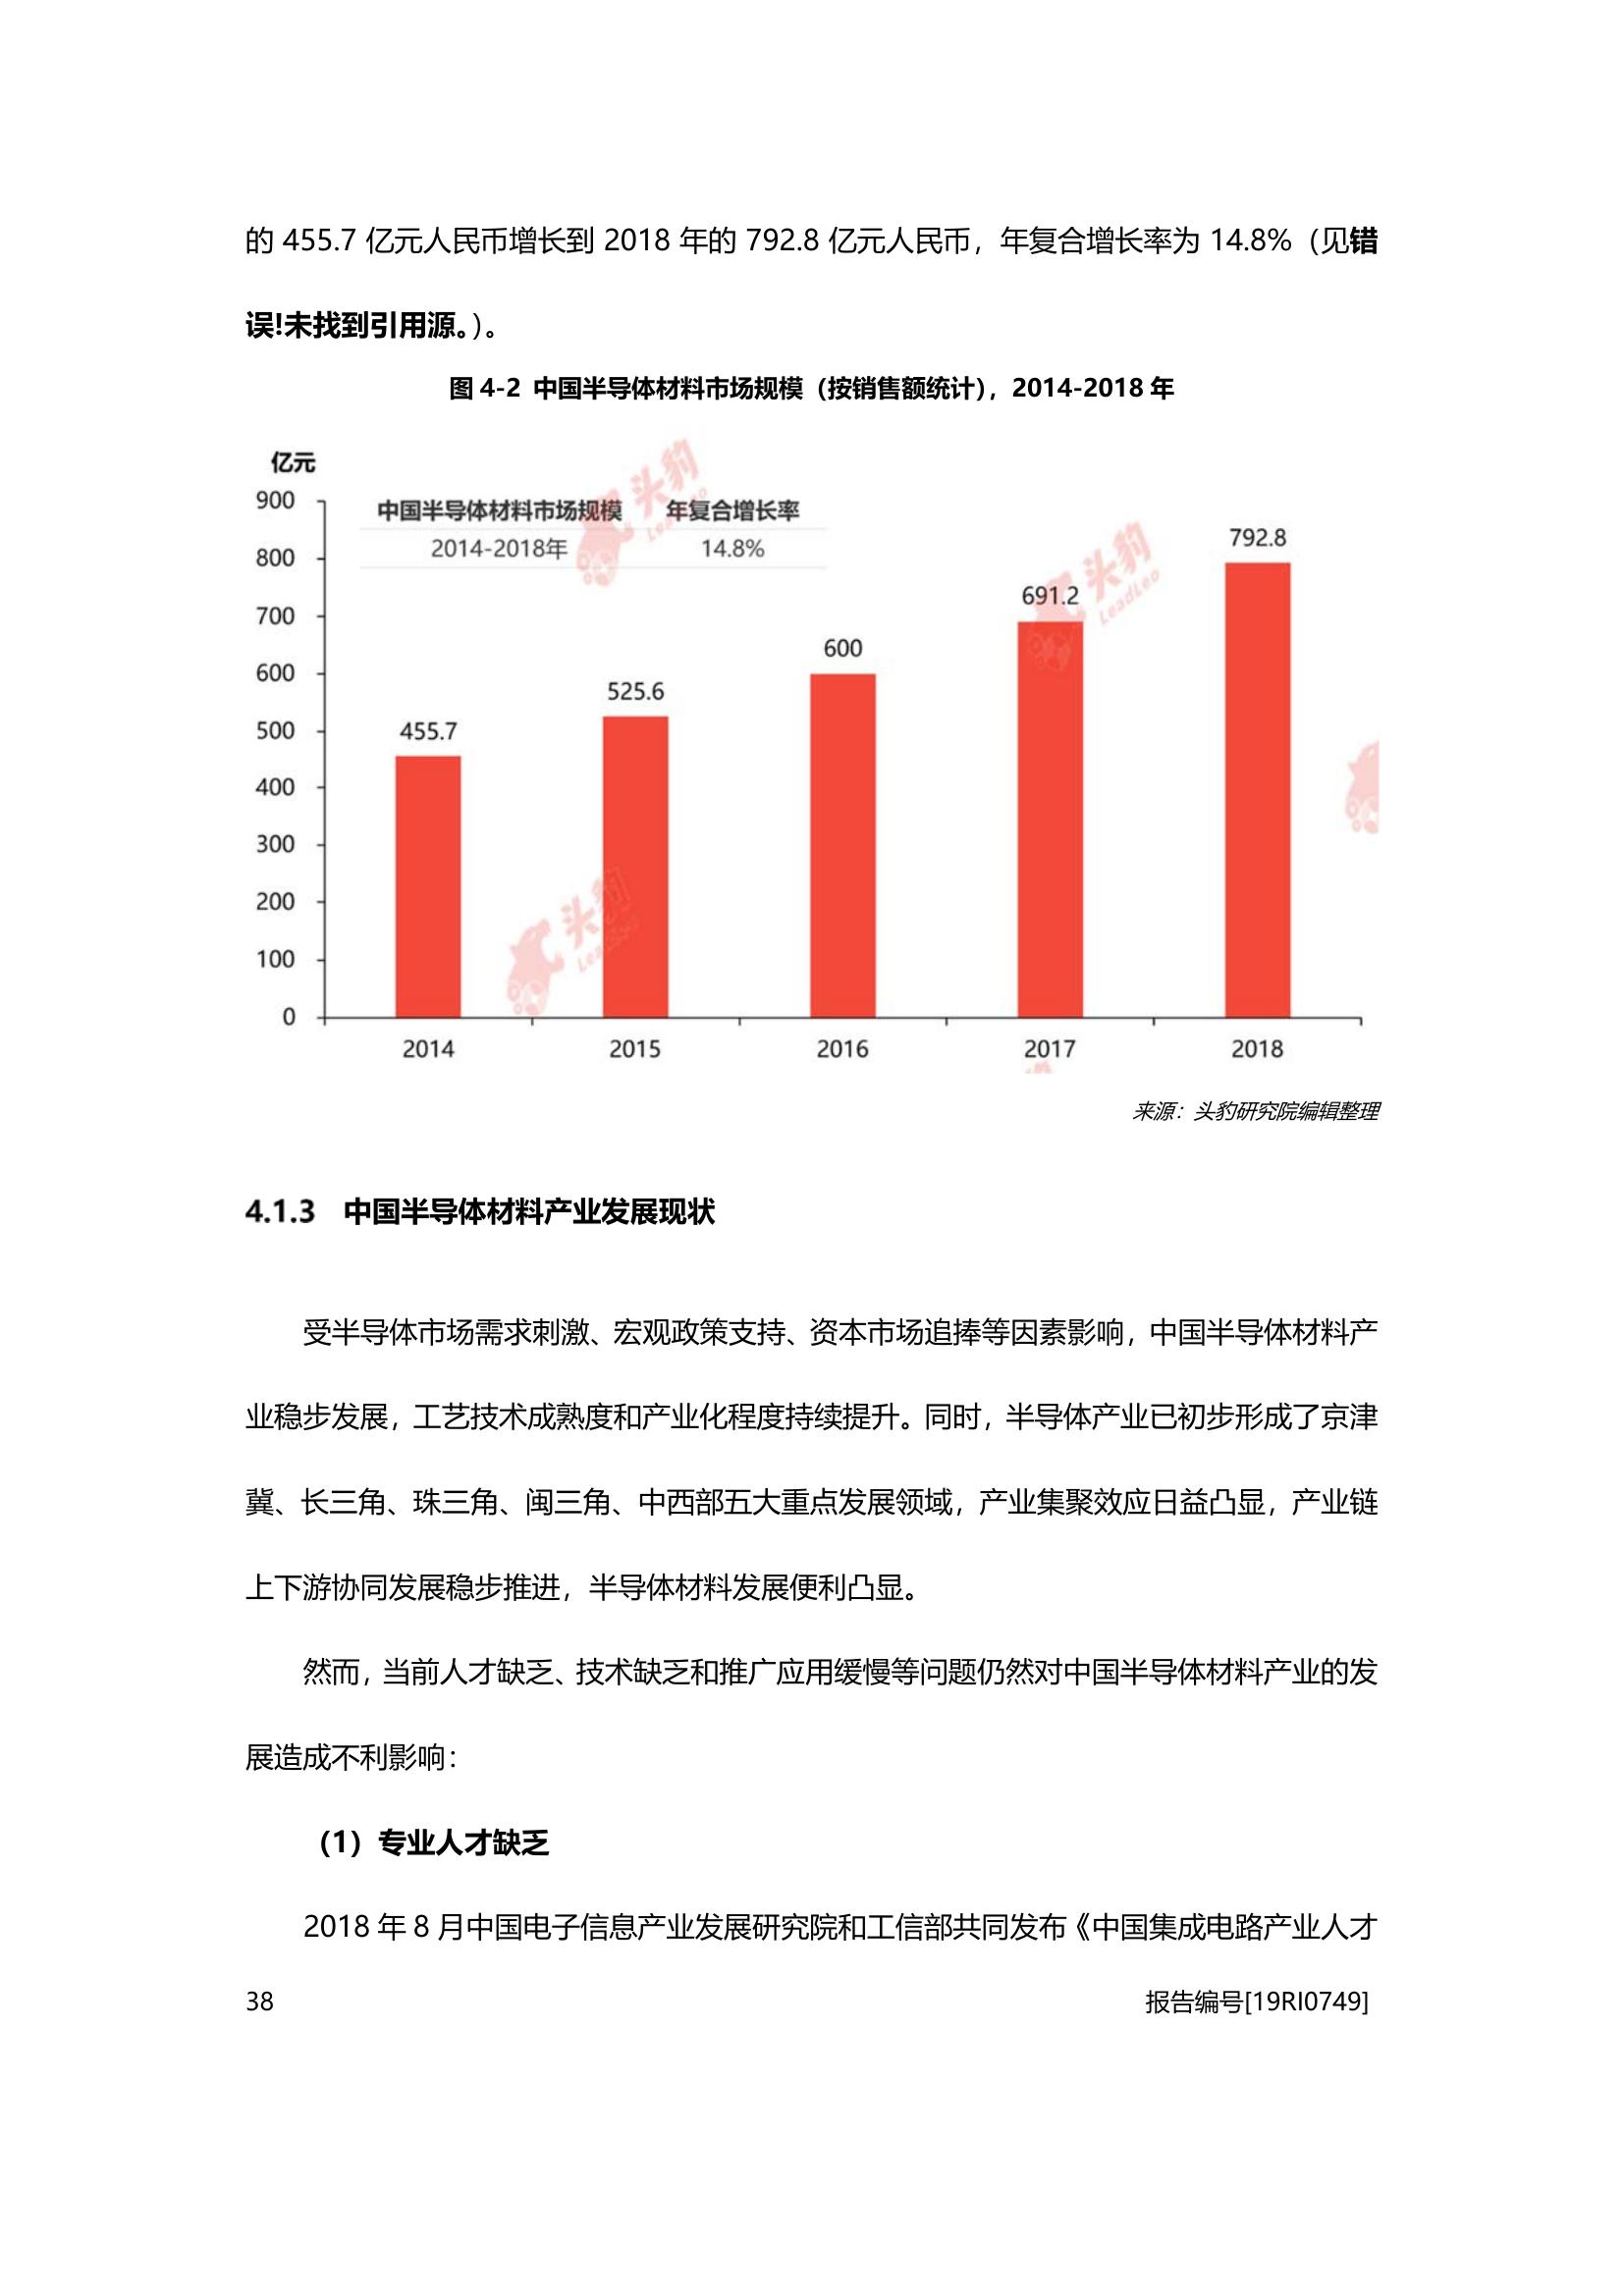 的 455.7 亿元人民币增长到 2018 年的 792.8 亿元人民币，年复合增长率为 14.8%（见错
误!未找到引用源。）。
图 4-2 中国半导体材料市场规模（按销售额统计），2014-2018 年
亿元
中国半导体材料市场规模 年复合增长率
2014-2018年 14.8%
900
800
700
600
500
400
300
200
100
0
455.7
525.6
600
691.2
792.8
2014 2015 2016 2017 2018
头豹
LeadLeo
头豹
LeadLeo
头豹
LeadLeo
来源：头豹研究院编辑整理
4.1.3 中国半导体材料产业发展现状
受半导体市场需求刺激、宏观政策支持、资本市场追捧等因素影响，中国半导体材料产
业稳步发展，工艺技术成熟度和产业化程度持续提升。同时，半导体产业已初步形成了京津
冀、长三角、珠三角、闽三角、中西部五大重点发展领域，产业集聚效应日益凸显，产业链
上下游协同发展稳步推进，半导体材料发展便利凸显。
然而，当前人才缺乏、技术缺乏和推广应用缓慢等问题仍然对中国半导体材料产业的发
展造成不利影响：
（1）专业人才缺乏
2018 年 8 月中国电子信息产业发展研究院和工信部共同发布《中国集成电路产业人才
38 报告编号[19RI0749]